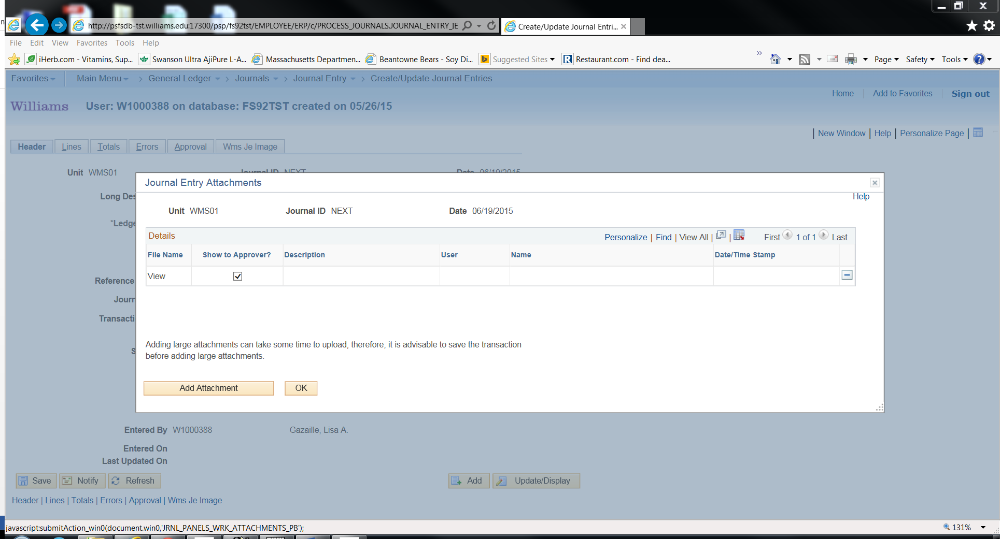 http://psfsdb-tst.williams.edu:17300/psp/fs92tst/EMPLOYEE/ERP/c/PROCESS_JOURNALS.JOURNAL_ENTRY_IE
Create/Update Journal Entri...
File Edit View Favorites Tools Help
iHerb.com - Vitamins, Sup... Swanson Ultra AjiPure L-A... Massachusetts Departmen... Beantowne Bears - Soy Di... Suggested Sites Restaurant.com - Find dea... » Page Safety Tools
Favorites Main Menu > General Ledger > Journals > Journal Entry > Create/Update Journal Entries
Home Add to Favorites Sign out
Williams User: W1000388 on database: FS92TST created on 05/26/15
| New Window | Help | Personalize Page |
Header Lines Totals Errors Approval Wms Je Image
Unit WMS01 Journal ID NEXT Date 06/19/2015
Journal Entry Attachments
Help
Long Des
Unit WMS01 Journal ID NEXT Date 06/19/2015
*Ledge
Details Personalize | Find | View All | | First 1 of 1 Last
File Name Show to Approver? Description User Name Date/Time Stamp
View
Reference
Journ
Transacti
Adding large attachments can take some time to upload, therefore, it is advisable to save the transaction
before adding large attachments.
S
Add Attachment OK
Entered By W1000388 Gazaille, Lisa A.
Entered On
Last Updated On
Save Notify Refresh Add Update/Display
Header | Lines | Totals | Errors | Approval | Wms Je Image
javascript:submitAction_win0(document.win0,'JRNL_PANELS_WRK_ATTACHMENTS_PB');
131%